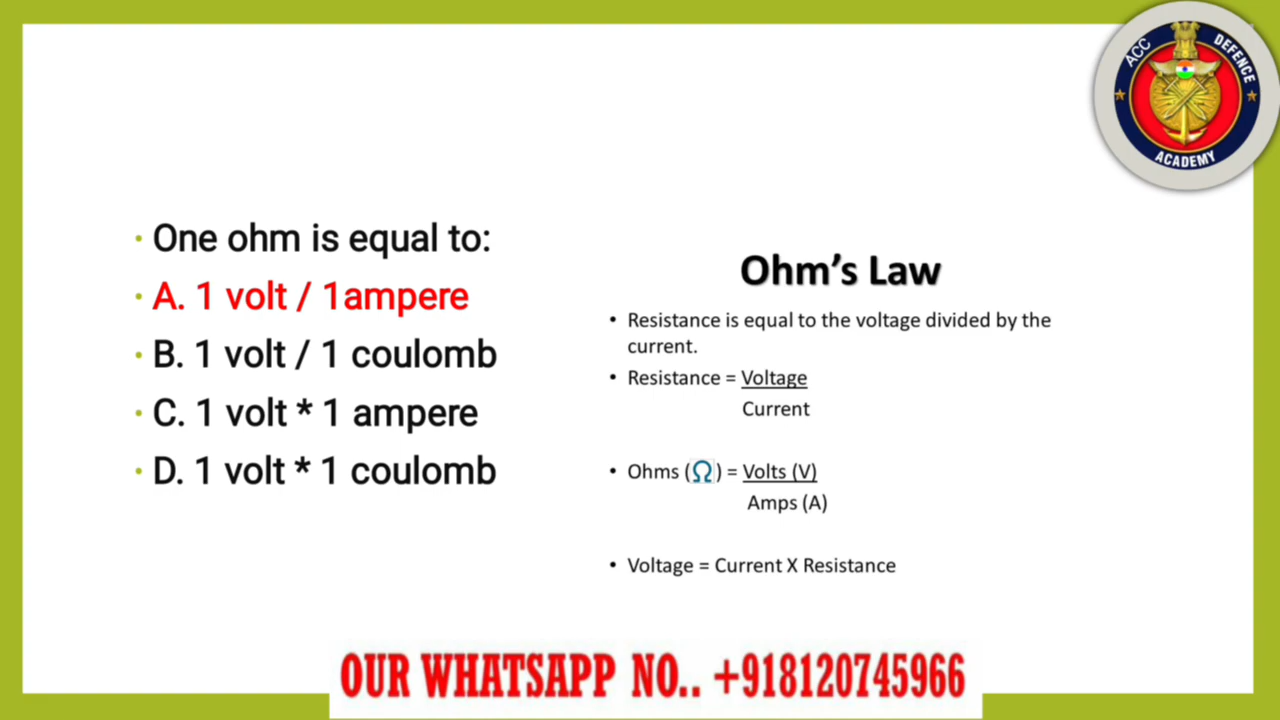 ACC DEFENCE
ACADEMY
• One ohm is equal to:
• A. 1 volt / 1ampere
• B. 1 volt / 1 coulomb
• C. 1 volt * 1 ampere
• D. 1 volt * 1 coulomb
Ohm’s Law
• Resistance is equal to the voltage divided by the
current.
• Resistance = Voltage
Current
• Ohms (Ω) = Volts (V)
Amps (A)
• Voltage = Current X Resistance
OUR WHATSAPP NO.. +918120745966